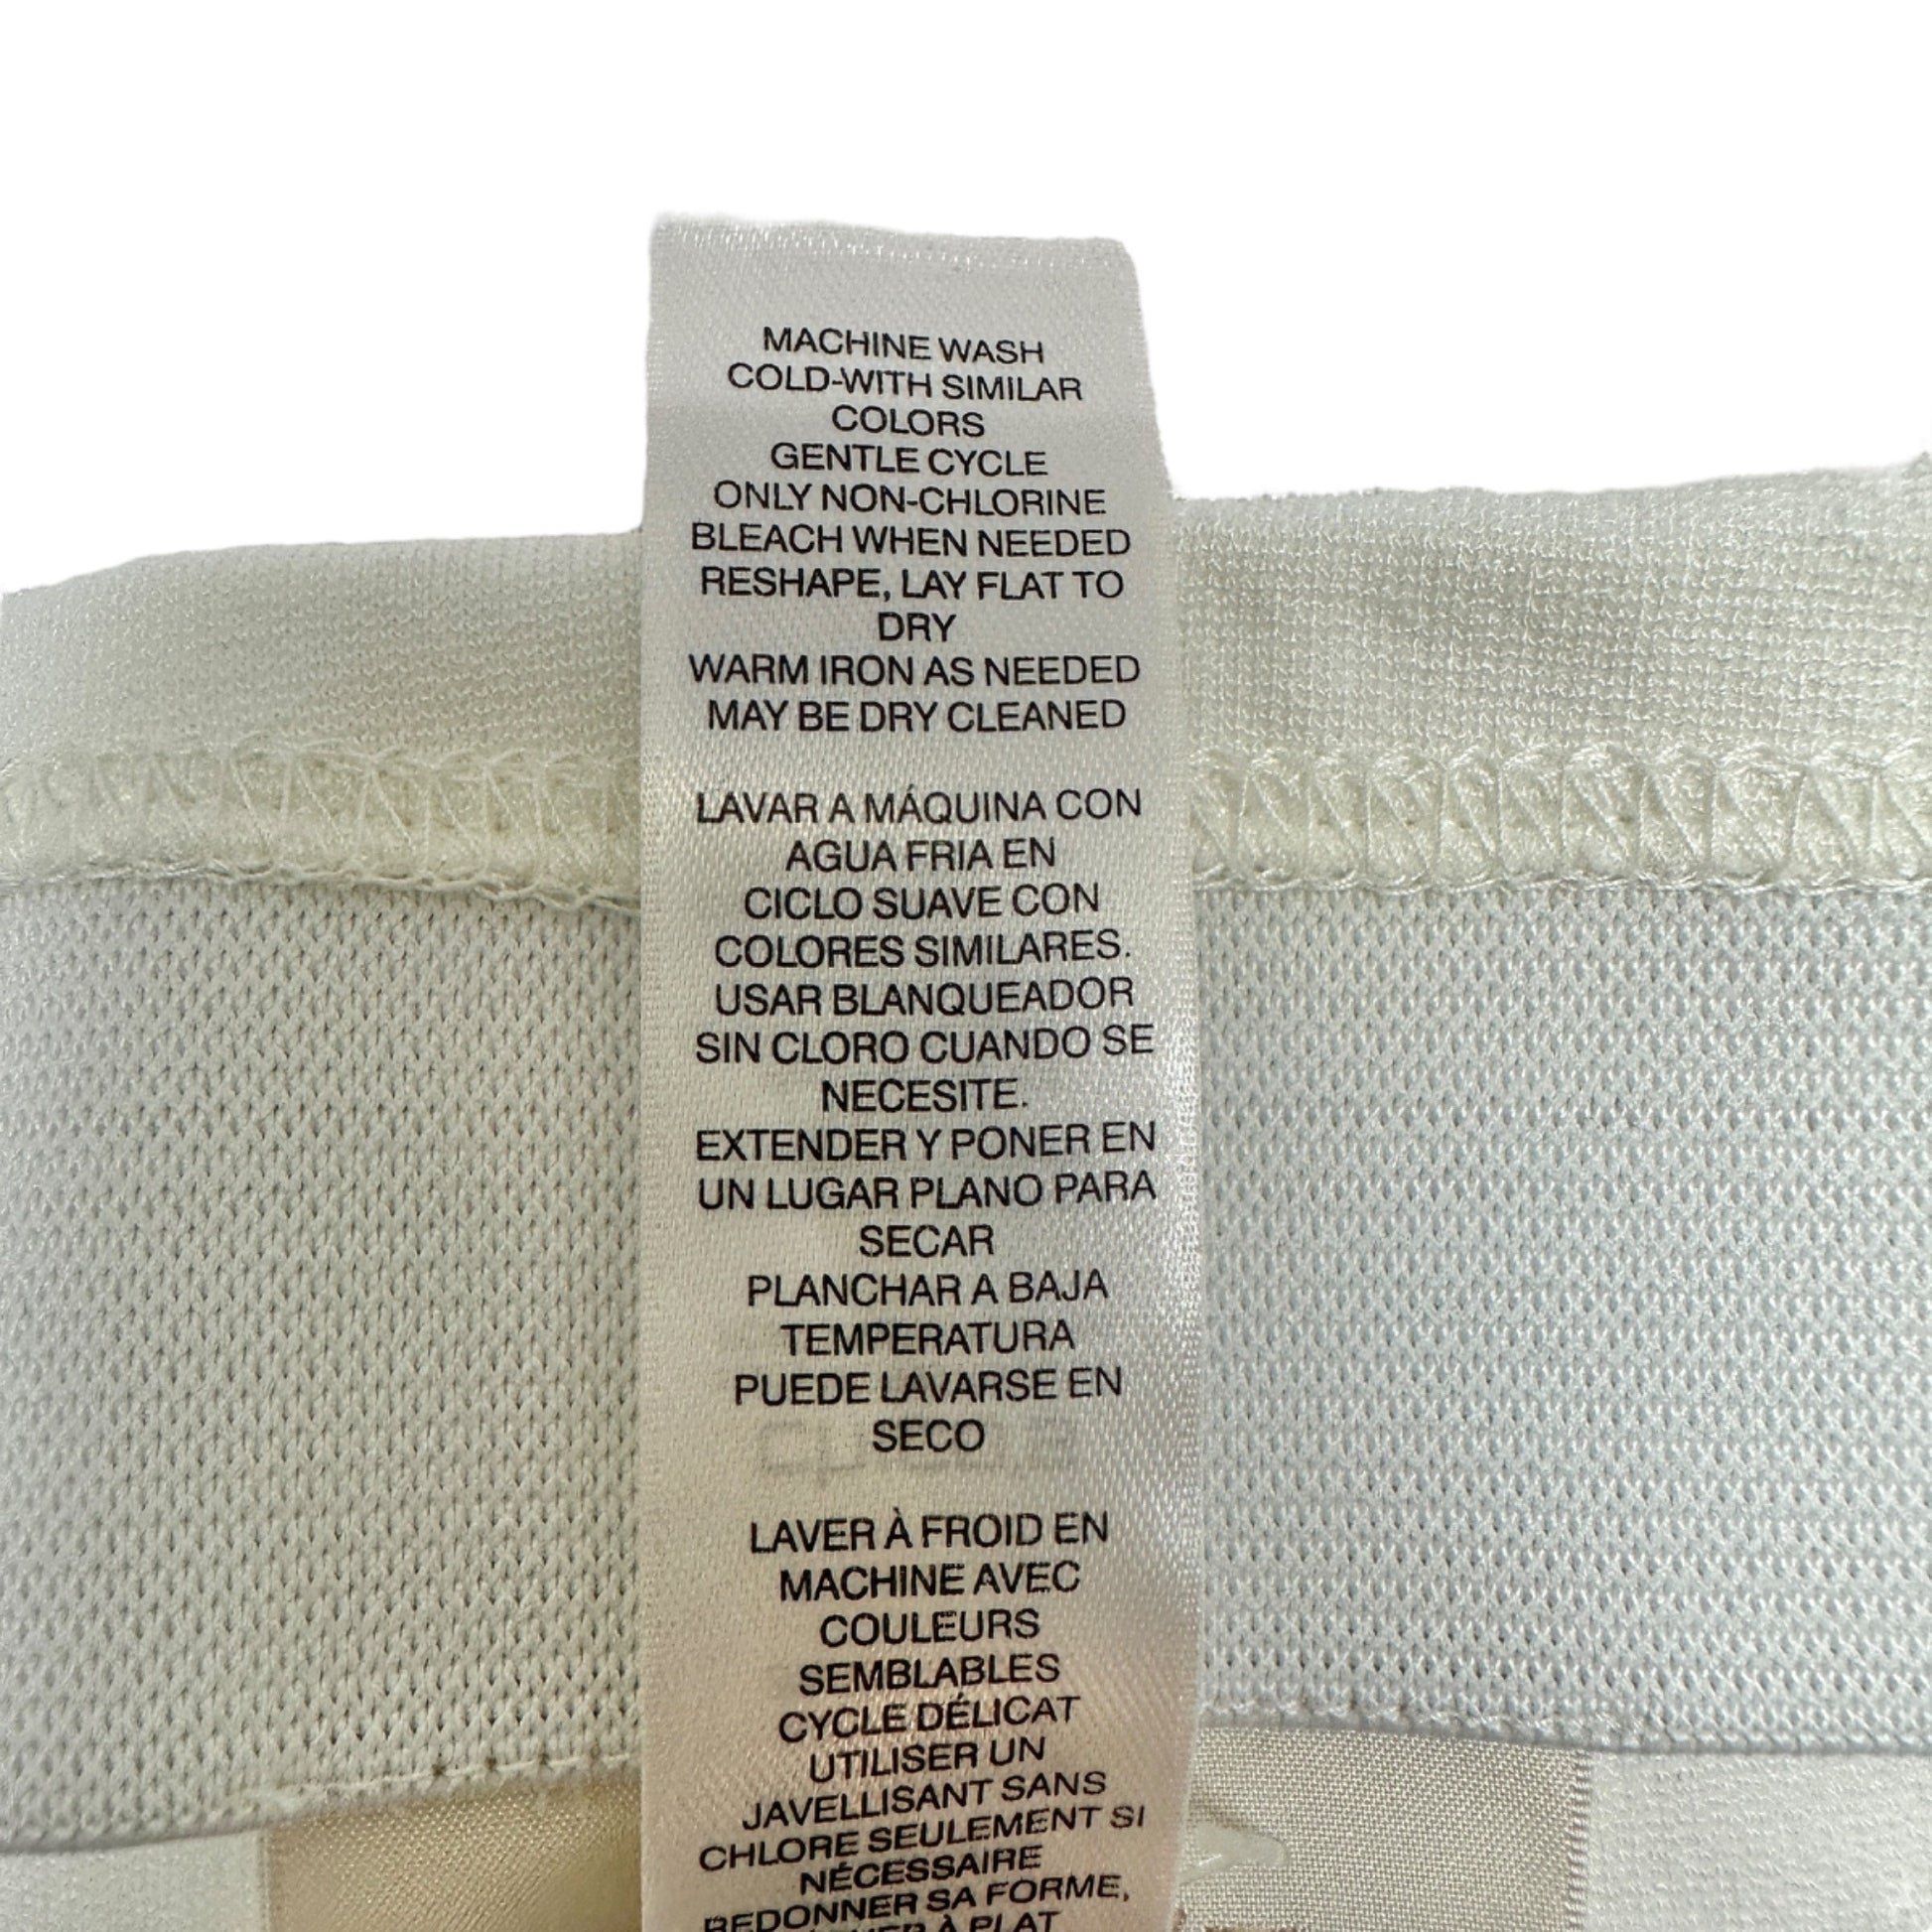 MACHINE WASH
COLD-WITH SIMILAR
COLORS
GENTLE CYCLE
ONLY NON-CHLORINE
BLEACH WHEN NEEDED
RESHAPE, LAY FLAT TO
DRY
WARM IRON AS NEEDED
MAY BE DRY CLEANED
LAVAR A MÁQUINA CON
AGUA FRIA EN
CICLO SUAVE CON
COLORES SIMILARES.
USAR BLANQUEADOR
SIN CLORO CUANDO SE
NECESITE.
EXTENDER Y PONER EN
UN LUGAR PLANO PARA
SECAR
PLANCHAR A BAJA
TEMPERATURA
PUEDE LAVARSE EN
SECO
LAVER À FROID EN
MACHINE AVEC
COULEURS
SEMBLABLES
CYCLE DÉLICAT
UTILISER UN
JAVELLISANT SANS
CHLORE SEULEMENT SI
NÉCESSAIRE
REDONNER SA FORME,
À PLAT